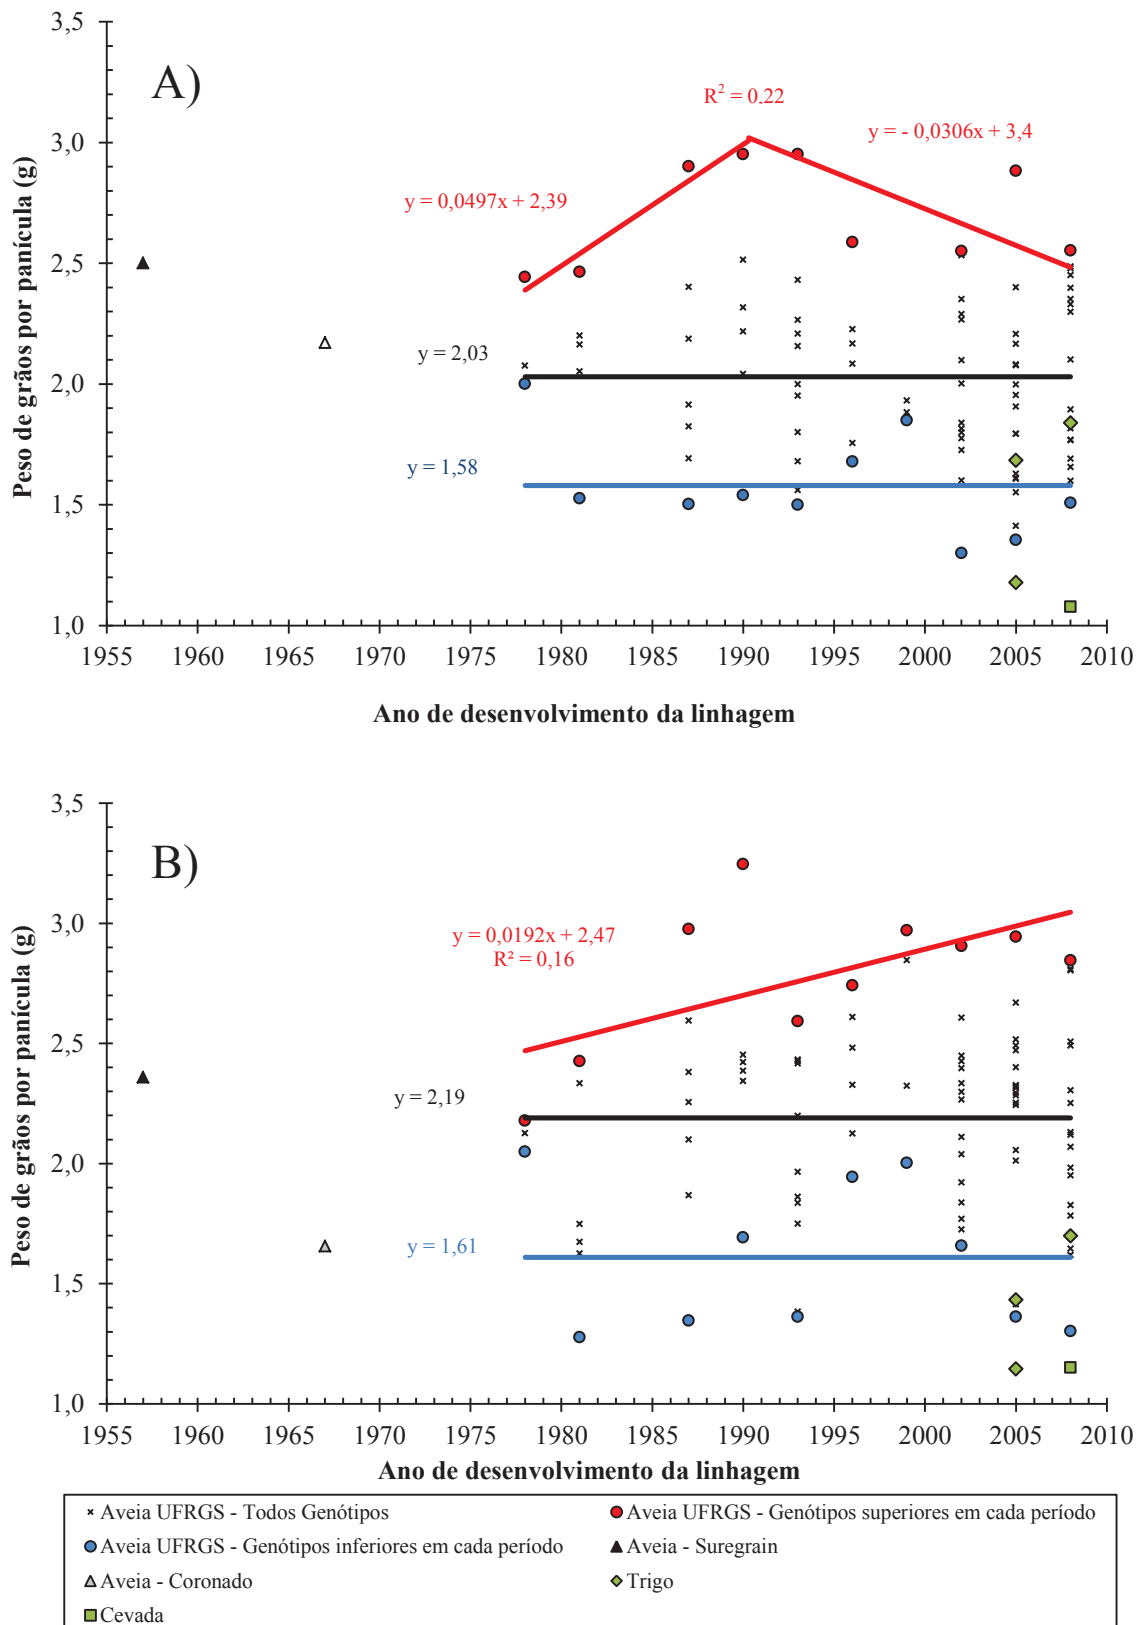 3,5
3,0
2,5
2,0
1,5
1,0
Peso de grãos por panícula (g)
A)
R² = 0,22
y = - 0,0306x + 3,4
y = 0,0497x + 2,39
y = 2,03
y = 1,58
1955 1960 1965 1970 1975 1980 1985 1990 1995 2000 2005 2010
Ano de desenvolvimento da linhagem
3,5
3,0
2,5
2,0
1,5
1,0
Peso de grãos por panícula (g)
B)
y = 0,0192x + 2,47
R² = 0,16
y = 2,19
y = 1,61
1955 1960 1965 1970 1975 1980 1985 1990 1995 2000 2005 2010
Ano de desenvolvimento da linhagem
Aveia UFRGS - Todos Genótipos
Aveia UFRGS - Genótipos superiores em cada período
Aveia UFRGS - Genótipos inferiores em cada período
Aveia - Suregrain
Aveia - Coronado
Trigo
Cevada